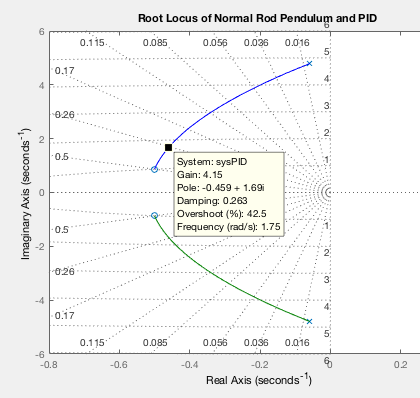 Root Locus of Normal Rod Pendulum and PID
6
0.115 0.085 0.056 0.036 0.016
6
5
0.17
4
4
0.26
3
2
2
0.5
1
System: sysPID
Gain: 4.15
Pole: -0.459 + 1.69i
Damping: 0.263
Overshoot (%): 42.5
Frequency (rad/s): 1.75
0
0.5
1
-2
2
0.26
3
-4
4
0.17
5
0.115 0.085 0.056 0.036 0.016
-6
6
-0.8 -0.6 -0.4 -0.2 0 0.2
Real Axis (seconds-1)
Imaginary Axis (seconds-1)